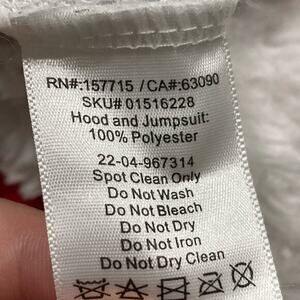 RN#:157715 / CA#:63090
SKU# 01516228
Hood and Jumpsuit:
100% Polyester
22-04-967314
Spot Clean Only
Do Not Wash
Do Not Bleach
Do Not Dry
Do Not Iron
Do Not Dry Clean